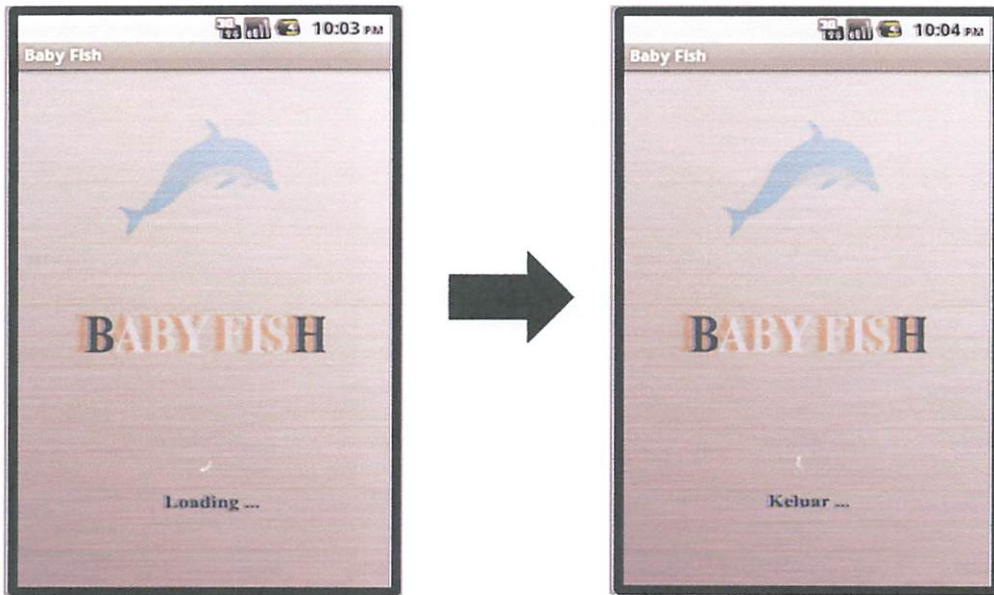 10:03 PM
Baby Fish
BABY FISH
Loading ...
10:04 PM
Baby Fish
BABY FISH
Keluar ...